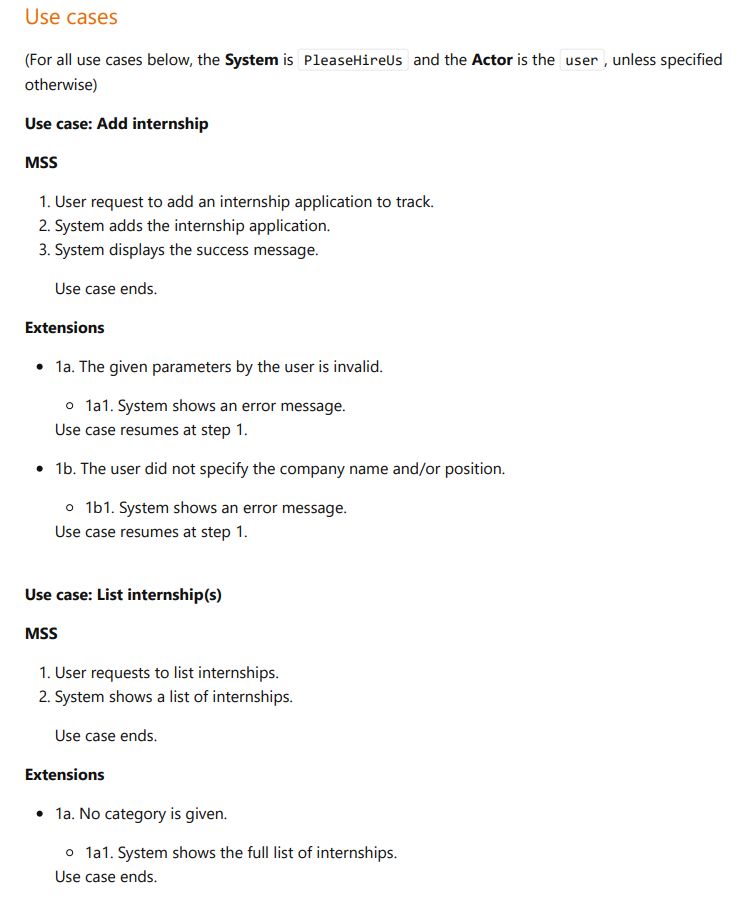 Use cases
(For all use cases below, the System is PleaseHireUs and the Actor is the user, unless specified
otherwise)
Use case: Add internship
MSS
1. User request to add an internship application to track.
2. System adds the internship application.
3. System displays the success message.
Use case ends.
Extensions
• 1a. The given parameters by the user is invalid.
○ 1a1. System shows an error message.
Use case resumes at step 1.
• 1b. The user did not specify the company name and/or position.
○ 1b1. System shows an error message.
Use case resumes at step 1.
Use case: List internship(s)
MSS
1. User requests to list internships.
2. System shows a list of internships.
Use case ends.
Extensions
• 1a. No category is given.
○ 1a1. System shows the full list of internships.
Use case ends.